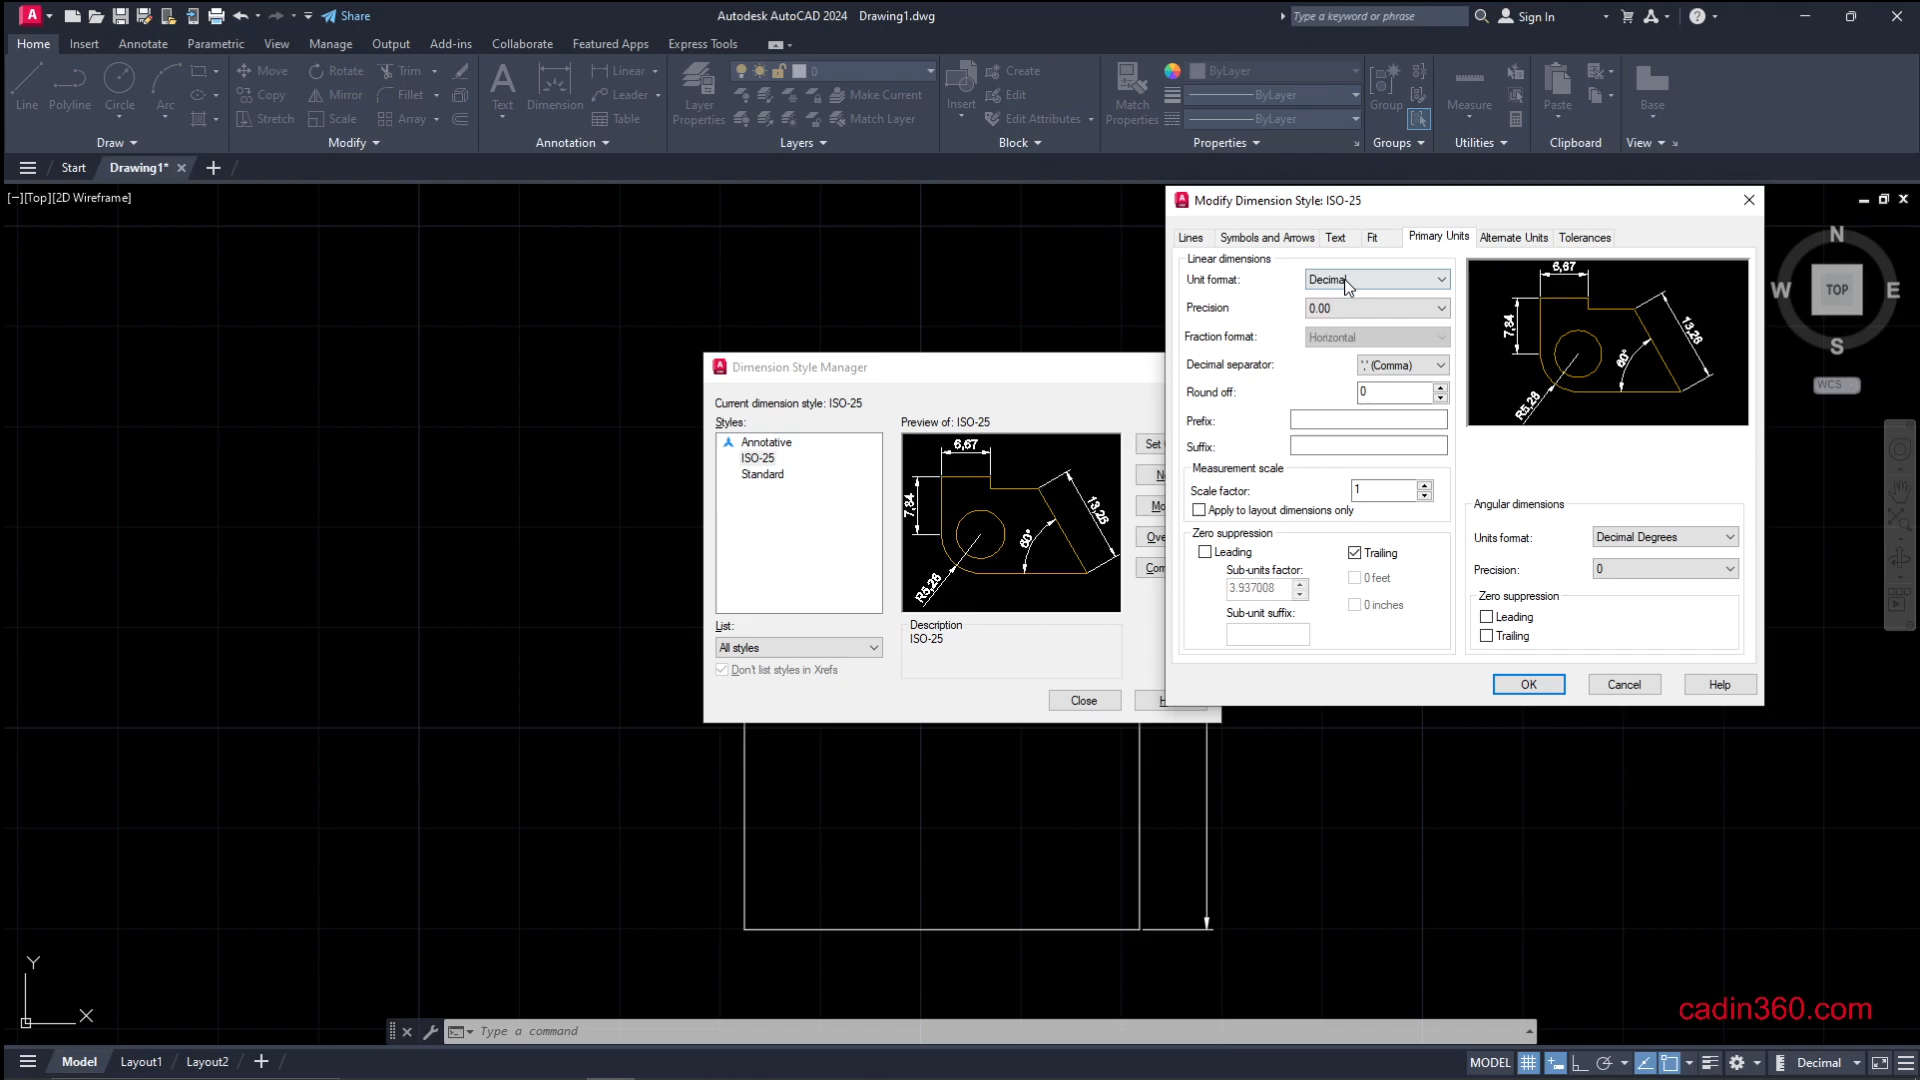 Share
Autodesk AutoCAD 2024 Drawing1.dwg
Type a keyword or phrase
Sign In
Home Insert Annotate Parametric View Manage Output Add-ins Collaborate Featured Apps Express Tools
Line Polyline Circle Arc
Move Rotate Trim
Copy Mirror Fillet
Stretch Scale Array
Text Dimension
Linear
Leader
Table
Layer Properties
0
Make Current
Match Layer
Insert
Create
Edit
Edit Attributes
Match Properties
ByLayer
ByLayer
ByLayer
Group
Measure
Paste
Base
Draw Modify Annotation Layers Block Properties Groups Utilities Clipboard View
Start Drawing1*
[−][Top][2D Wireframe]
N
W TOP E
S
WCS
Modify Dimension Style: ISO-25
Lines Symbols and Arrows Text Fit Primary Units Alternate Units Tolerances
Linear dimensions
Unit format: Decimal
Precision 0.00
Fraction format: Horizontal
Decimal separator: ',' (Comma)
Round off: 0
Prefix:
Suffix:
Measurement scale
Scale factor: 1
Apply to layout dimensions only
Zero suppression
Leading Trailing
Sub-units factor:
3.937008
0 feet
Sub-unit suffix:
0 inches
6,67
7,84
13,26
60°
R5,28
Angular dimensions
Units format: Decimal Degrees
Precision: 0
Zero suppression
Leading
Trailing
OK Cancel Help
Dimension Style Manager
Current dimension style: ISO-25
Styles:
Annotative
ISO-25
Standard
Preview of: ISO-25
6,67
7,84
13,26
60°
R5,28
Set
List:
All styles
Don't list styles in Xrefs
Description
ISO-25
Close
Y
X
Type a command
cadin360.com
Model Layout1 Layout2
MODEL
Decimal